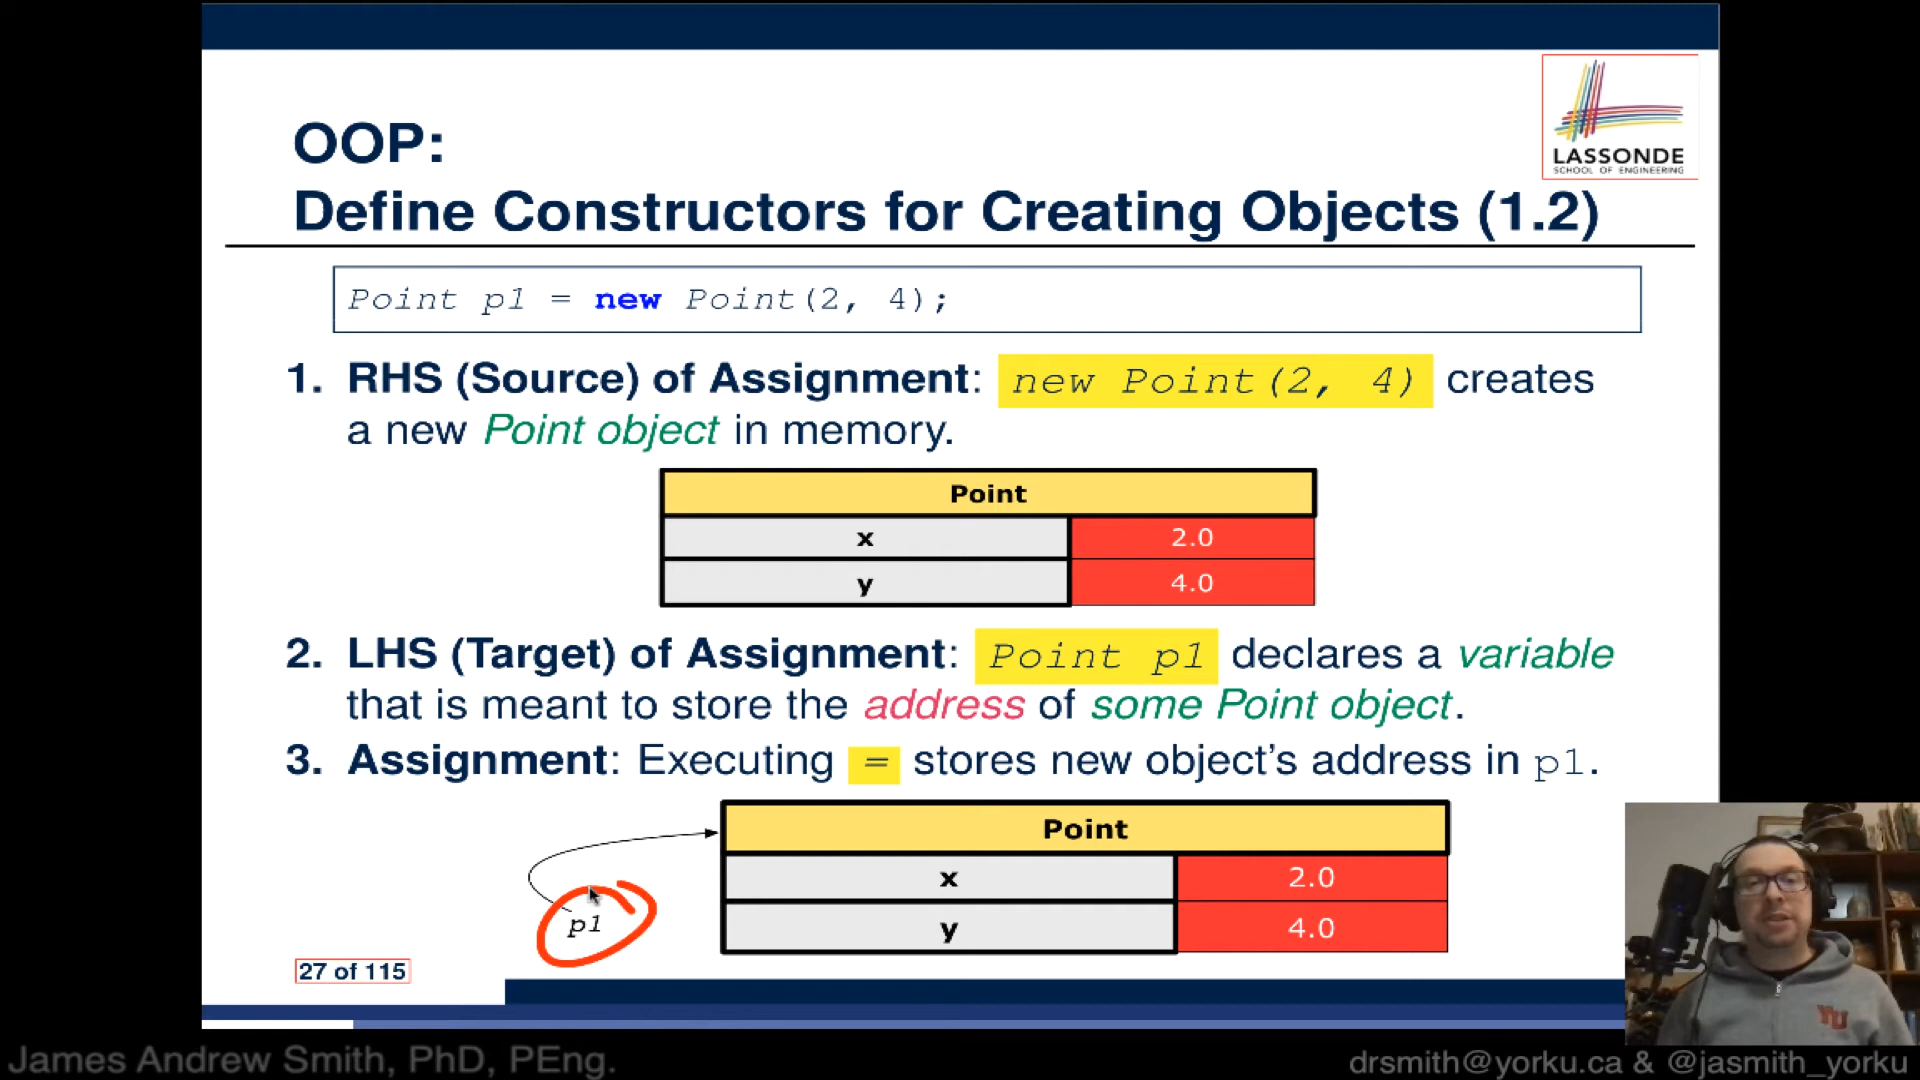 LASSONDE
SCHOOL OF ENGINEERING
OOP:
Define Constructors for Creating Objects (1.2)
Point p1 = new Point(2, 4);
1. RHS (Source) of Assignment: new Point(2, 4) creates
a new Point object in memory.
Point
x 2.0
y 4.0
2. LHS (Target) of Assignment: Point p1 declares a variable
that is meant to store the address of some Point object.
3. Assignment: Executing = stores new object's address in p1.
Point
x 2.0
p1
y 4.0
27 of 115
YU
James Andrew Smith, PhD, PEng.
drsmith@yorku.ca & @jasmith_yorku